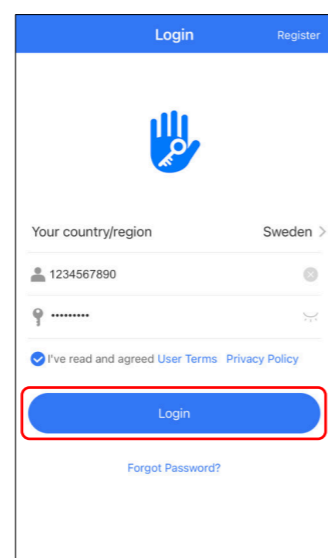 Login Register
Your country/region Sweden >
1234567890
•••••••••
I've read and agreed User Terms Privacy Policy
Login
Forgot Password?